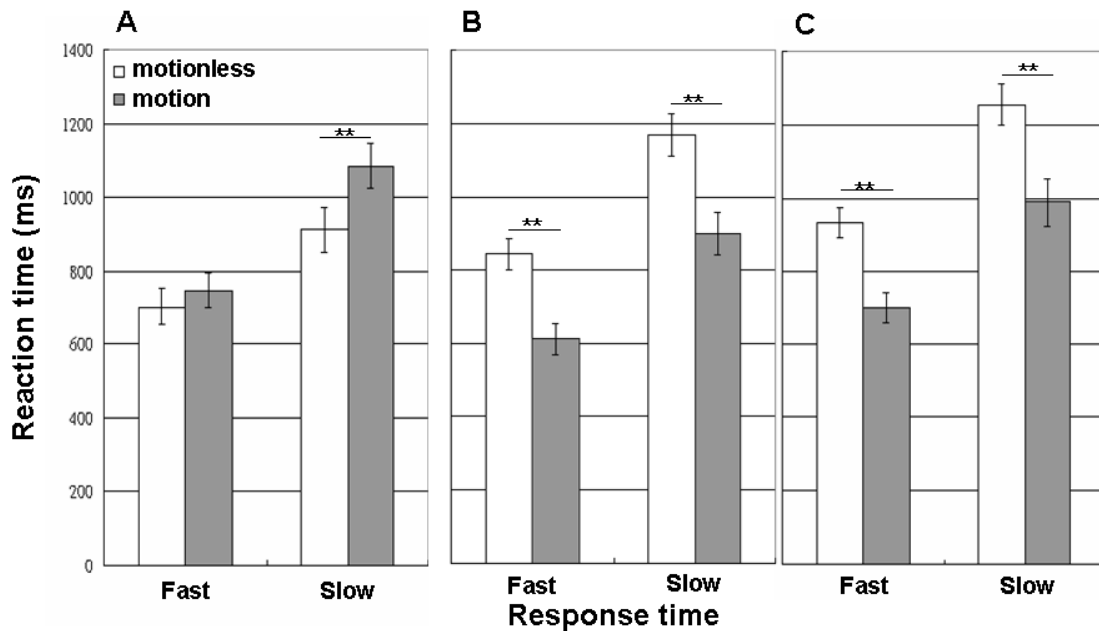 A
B
C
1400
1200
1000
800
600
400
200
0
motionless
motion
**
**
**
**
**
Reaction time (ms)
Fast
Slow
Fast
Slow
Fast
Slow
Response time